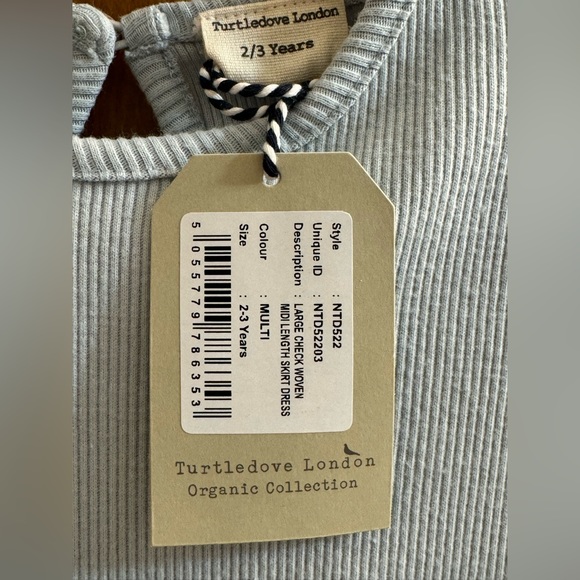 Turtledove London
2/3 Years
Style : NTD522
Unique ID : NTD52203
Description : LARGE CHECK WOVEN
MIDI LENGTH SKIRT DRESS
Colour : MULTI
Size : 2-3 Years
5 055779 786353
Turtledove London
Organic Collection